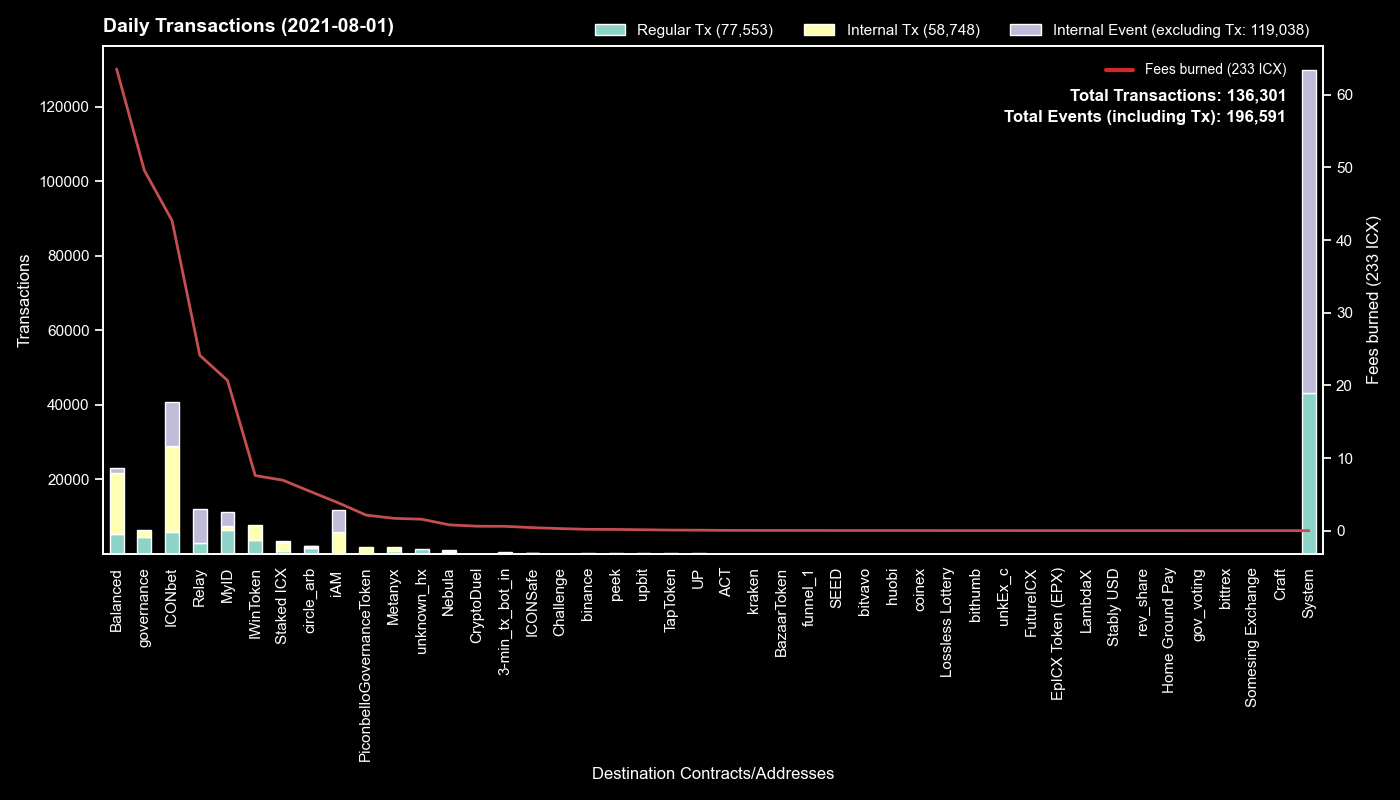 Daily Transactions (2021-08-01)
Regular Tx (77,553)
Internal Tx (58,748)
Internal Event (excluding Tx: 119,038)
Fees burned (233 ICX)
Total Transactions: 136,301
Total Events (including Tx): 196,591
Transactions
120000
100000
80000
60000
40000
20000
60
50
40
30
20
10
0
Fees burned (233 ICX)
Balanced
governance
ICONbet
Relay
MyID
IWinToken
Staked ICX
circle_arb
iAM
PiconbelloGovernanceToken
Metanyx
unknown_hx
Nebula
CryptoDuel
3-min_tx_bot_in
ICONSafe
Challenge
binance
peek
upbit
TapToken
UP
ACT
kraken
BazaarToken
funnel_1
SEED
bitvavo
huobi
coinex
Lossless Lottery
bithumb
unkEx_c
FutureICX
EpICX Token (EPX)
LambdaX
Stably USD
rev_share
Home Ground Pay
gov_voting
bittrex
Somesing Exchange
Craft
System
Destination Contracts/Addresses